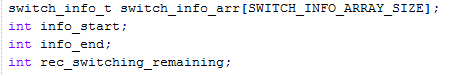 switch_info_t switch_info_arr[SWITCH_INFO_ARRAY_SIZE];
int info_start;
int info_end;
int rec_switching_remaining;